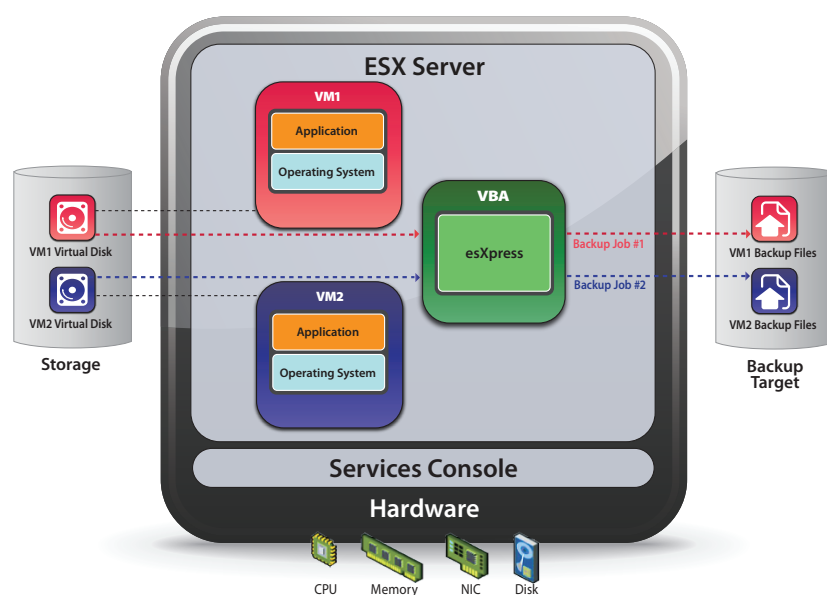 ESX Server
VM1
Application
Operating System
VBA
esXpress
VM2
Application
Operating System
VM1 Virtual Disk
VM2 Virtual Disk
Storage
Backup Job #1
Backup Job #2
VM1 Backup Files
VM2 Backup Files
Backup
Target
Services Console
Hardware
CPU
Memory
NIC
Disk